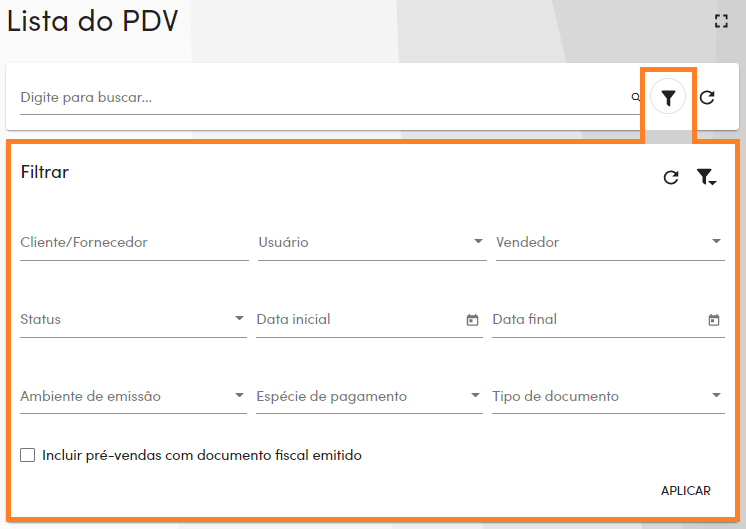 Lista do PDV
Digite para buscar...
Filtrar
Cliente/Fornecedor Usuário Vendedor
Status Data inicial Data final
Ambiente de emissão Espécie de pagamento Tipo de documento
Incluir pré-vendas com documento fiscal emitido
APLICAR